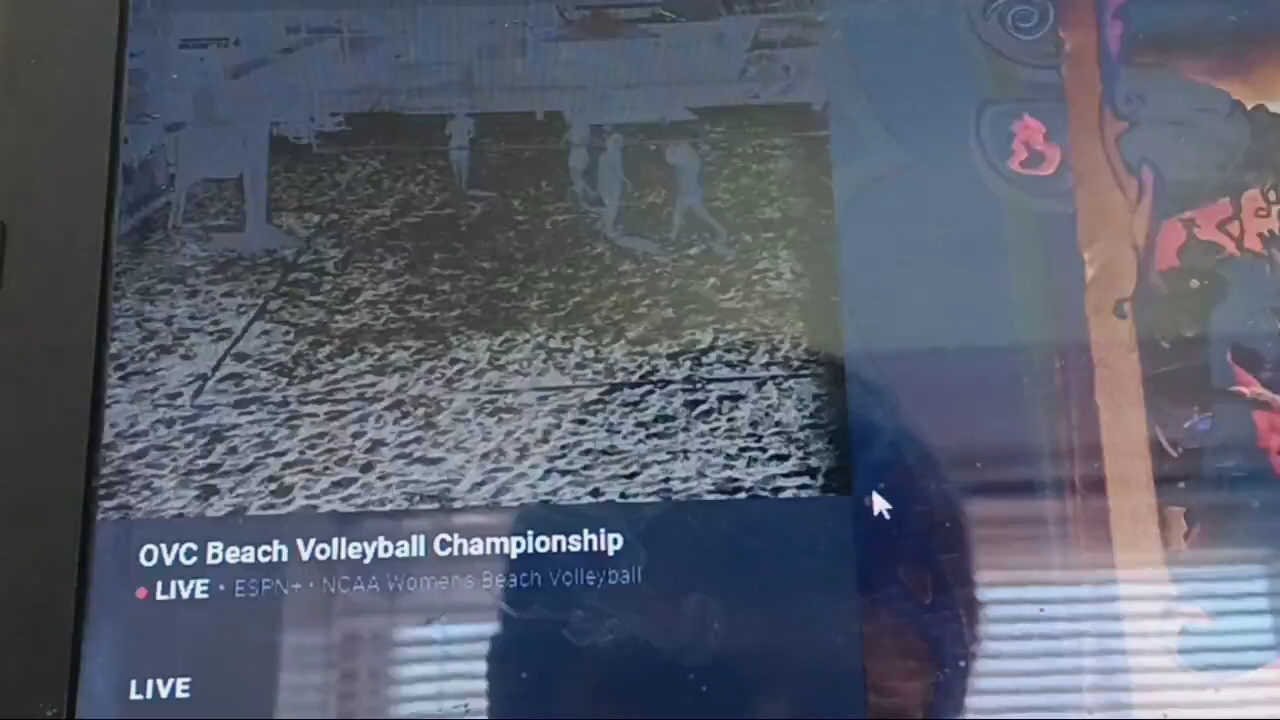 OVC Beach Volleyball Championship
• LIVE • ESPN+ • NCAA Womens Beach Volleyball
LIVE